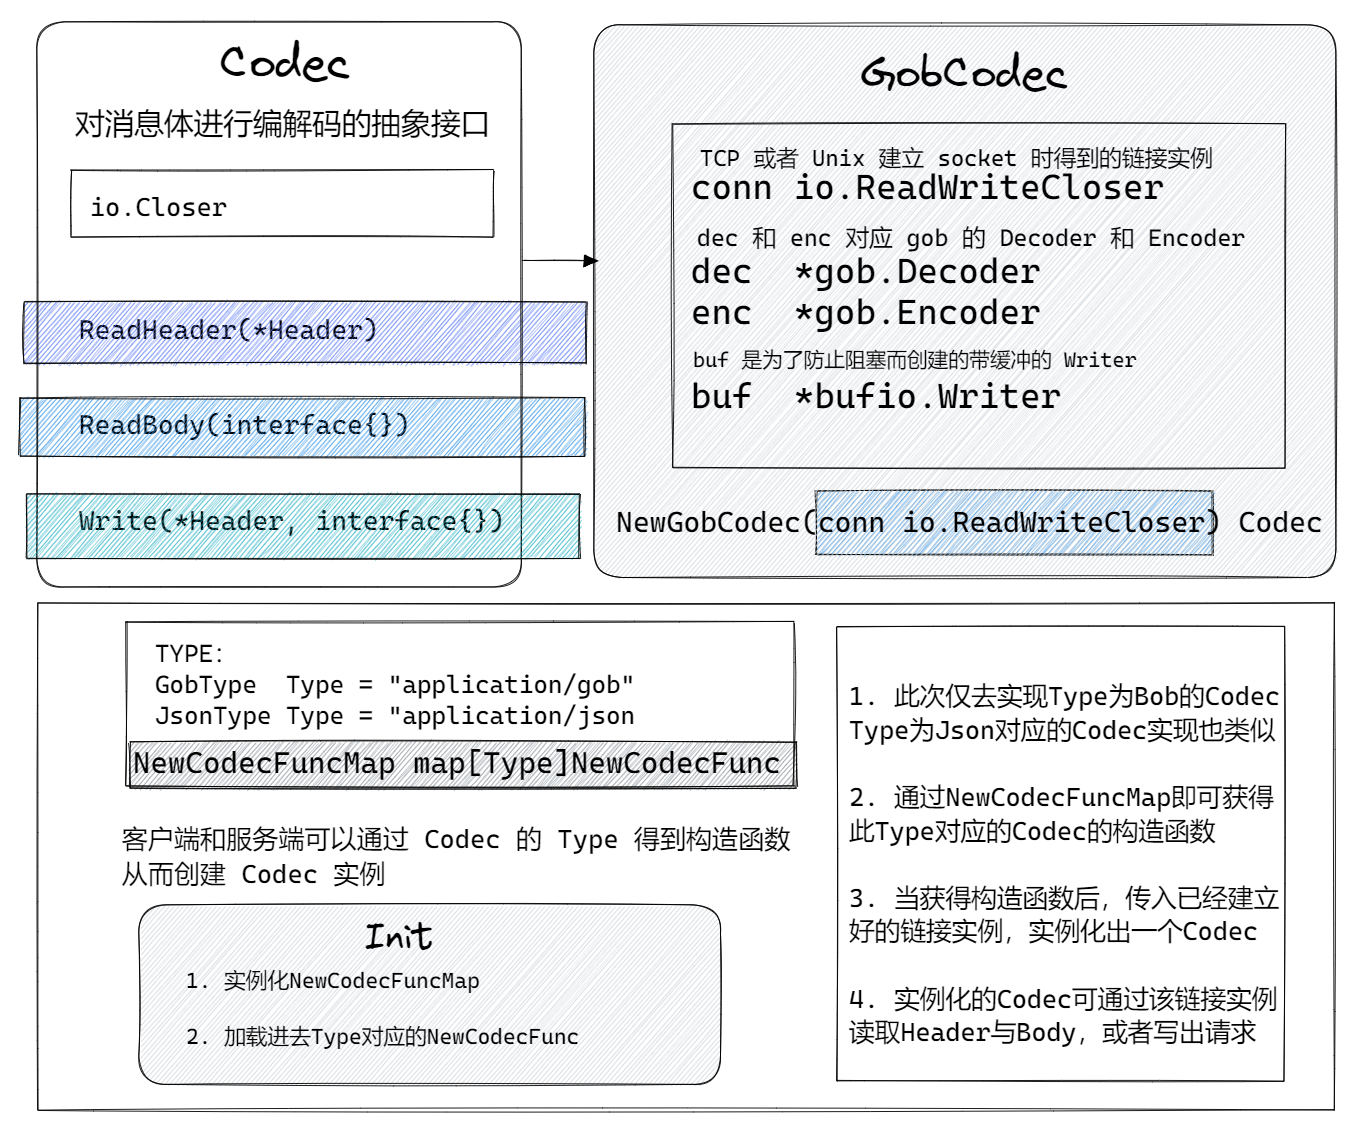 Codec
对消息体进行编解码的抽象接口
io.Closer
ReadHeader(*Header)
ReadBody(interface{})
Write(*Header, interface{})
GobCodec
TCP 或者 Unix 建立 socket 时得到的链接实例
conn io.ReadWriteCloser
dec 和 enc 对应 gob 的 Decoder 和 Encoder
dec *gob.Decoder
enc *gob.Encoder
buf 是为了防止阻塞而创建的带缓冲的 Writer
buf *bufio.Writer
NewGobCodec(conn io.ReadWriteCloser) Codec
TYPE:
GobType Type = "application/gob"
JsonType Type = "application/json
NewCodecFuncMap map[Type]NewCodecFunc
客户端和服务端可以通过 Codec 的 Type 得到构造函数
从而创建 Codec 实例
Init
1. 实例化NewCodecFuncMap
2. 加载进去Type对应的NewCodecFunc
1. 此次仅去实现Type为Bob的Codec
Type为Json对应的Codec实现也类似
2. 通过NewCodecFuncMap即可获得
此Type对应的Codec的构造函数
3. 当获得构造函数后，传入已经建立
好的链接实例，实例化出一个Codec
4. 实例化的Codec可通过该链接实例
读取Header与Body，或者写出请求